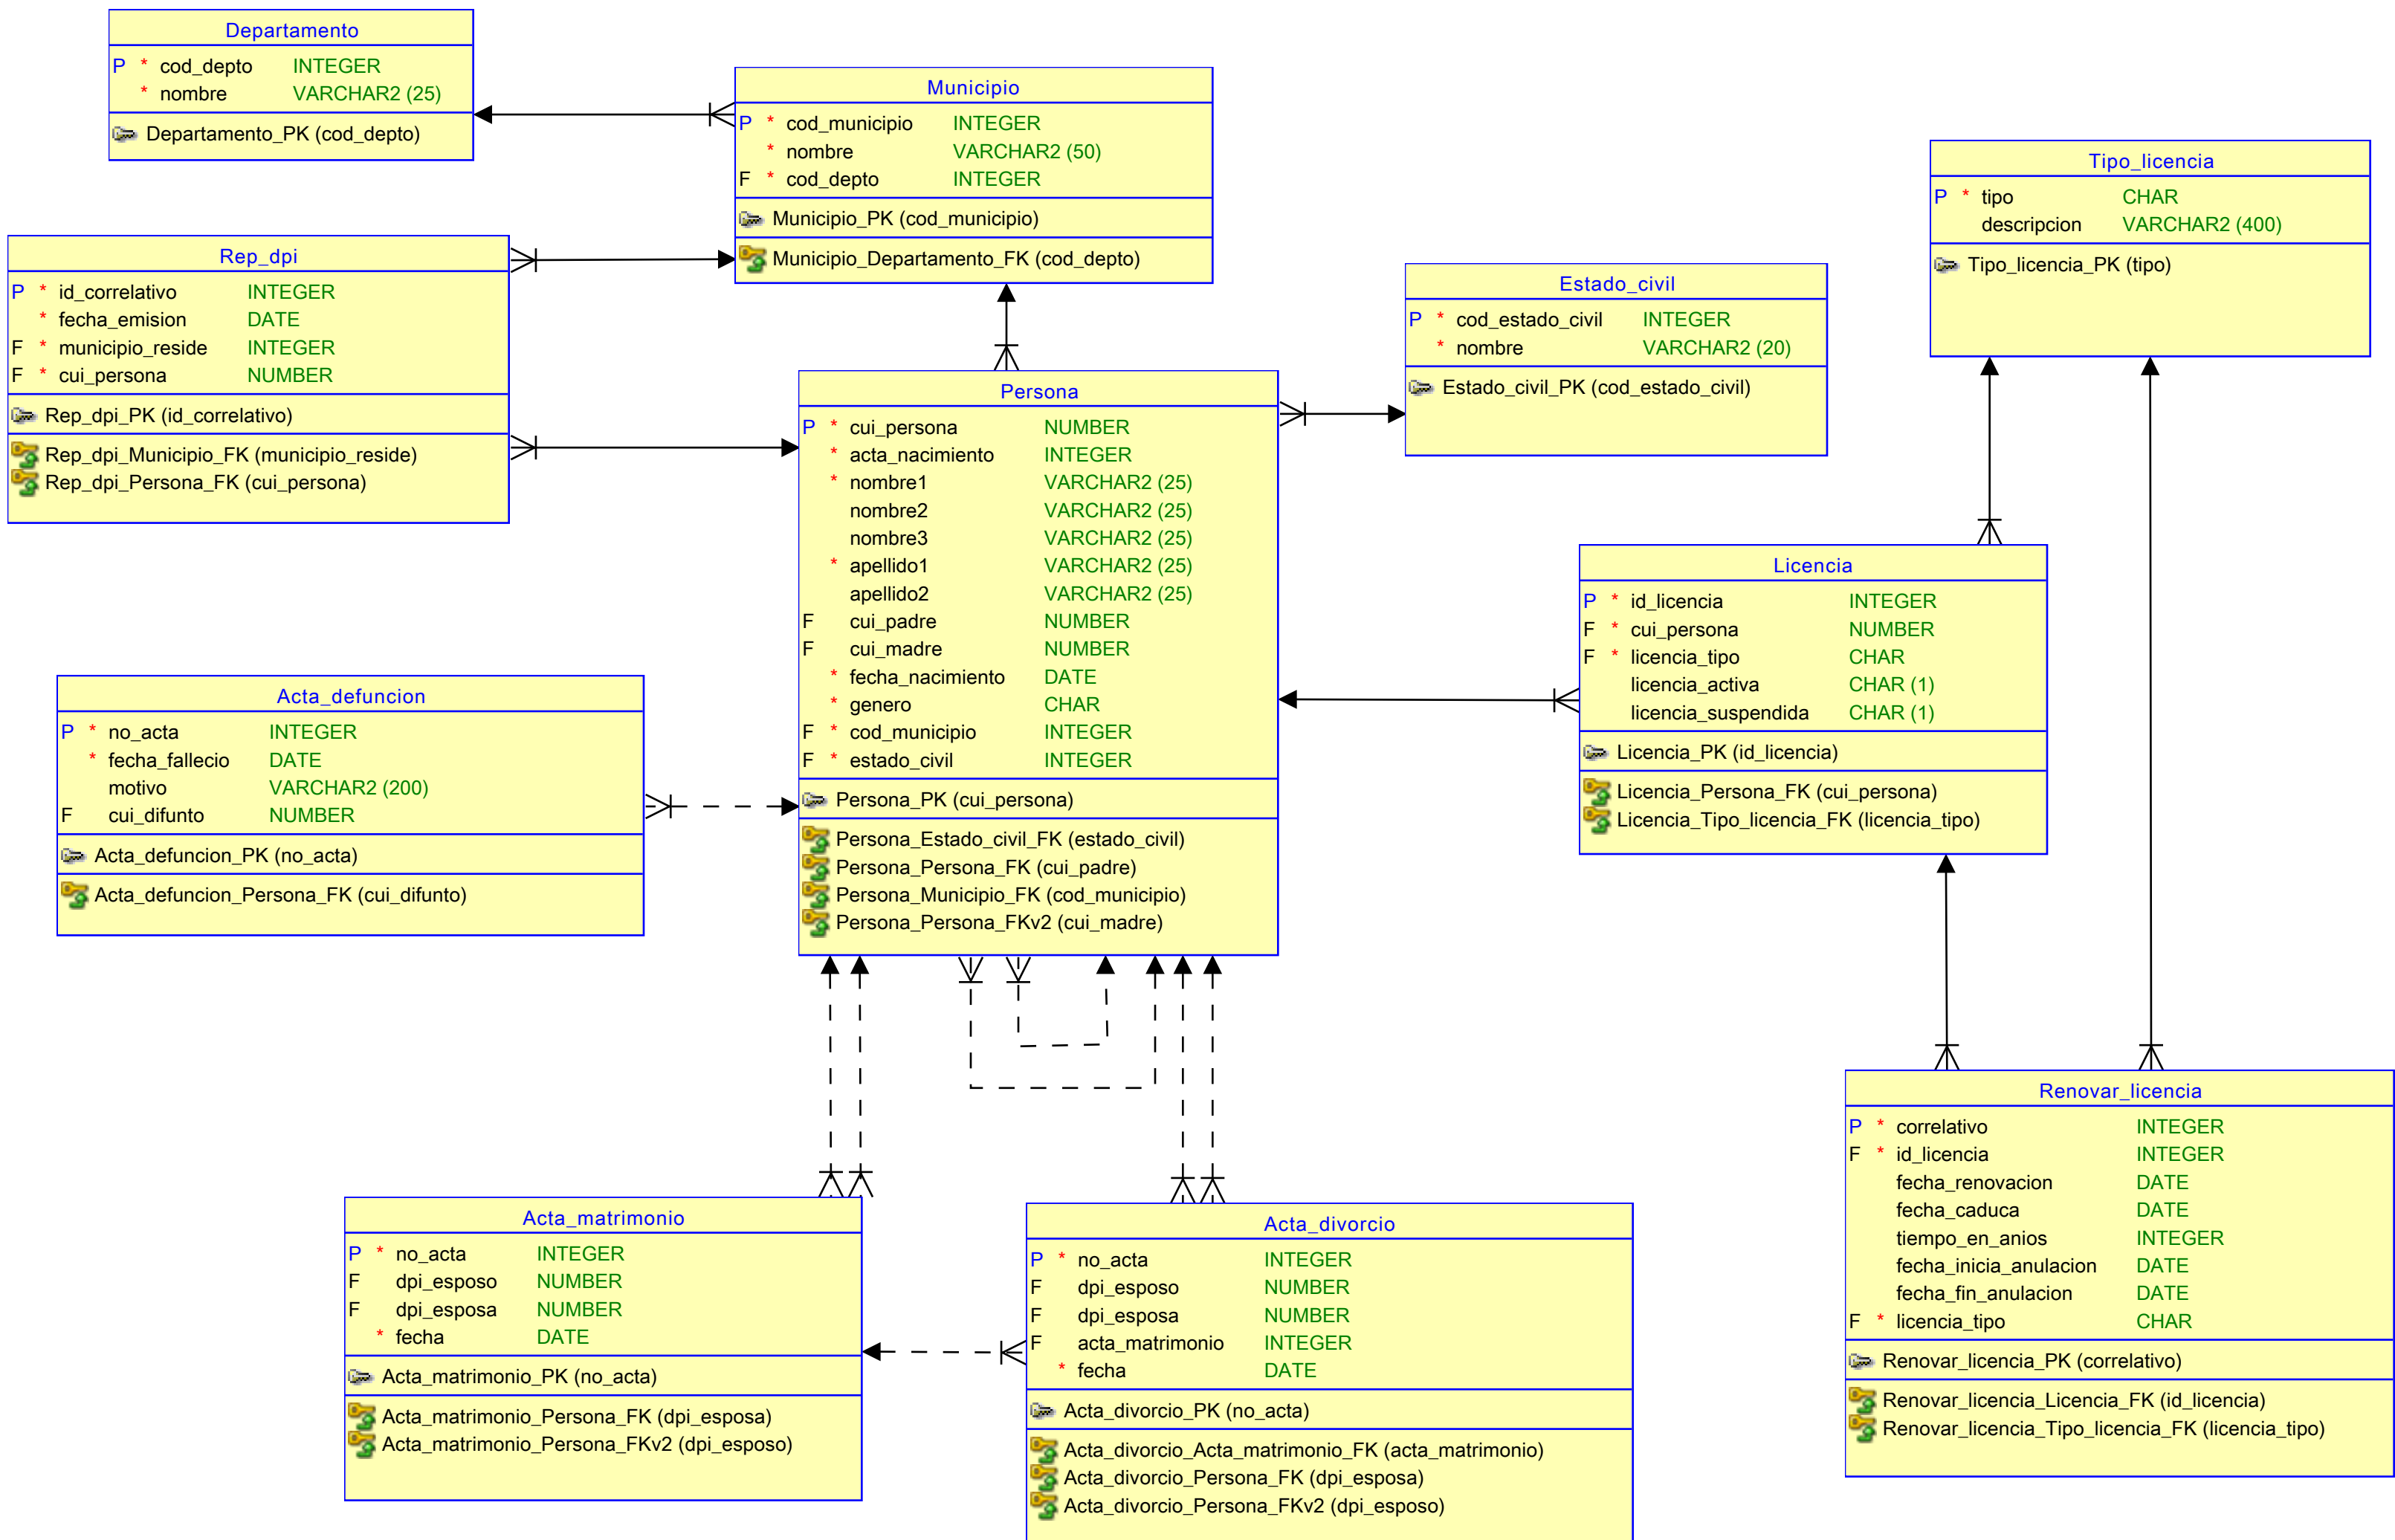 Departamento
P * cod_depto INTEGER
* nombre VARCHAR2 (25)
Departamento_PK (cod_depto)
Municipio
P * cod_municipio INTEGER
* nombre VARCHAR2 (50)
F * cod_depto INTEGER
Municipio_PK (cod_municipio)
Municipio_Departamento_FK (cod_depto)
Tipo_licencia
P * tipo CHAR
descripcion VARCHAR2 (400)
Tipo_licencia_PK (tipo)
Rep_dpi
P * id_correlativo INTEGER
* fecha_emision DATE
F * municipio_reside INTEGER
F * cui_persona NUMBER
Rep_dpi_PK (id_correlativo)
Rep_dpi_Municipio_FK (municipio_reside)
Rep_dpi_Persona_FK (cui_persona)
Estado_civil
P * cod_estado_civil INTEGER
* nombre VARCHAR2 (20)
Estado_civil_PK (cod_estado_civil)
Persona
P * cui_persona NUMBER
* acta_nacimiento INTEGER
* nombre1 VARCHAR2 (25)
nombre2 VARCHAR2 (25)
nombre3 VARCHAR2 (25)
* apellido1 VARCHAR2 (25)
apellido2 VARCHAR2 (25)
F cui_padre NUMBER
F cui_madre NUMBER
* fecha_nacimiento DATE
* genero CHAR
F * cod_municipio INTEGER
F * estado_civil INTEGER
Persona_PK (cui_persona)
Persona_Estado_civil_FK (estado_civil)
Persona_Persona_FK (cui_padre)
Persona_Municipio_FK (cod_municipio)
Persona_Persona_FKv2 (cui_madre)
Licencia
P * id_licencia INTEGER
F * cui_persona NUMBER
F * licencia_tipo CHAR
licencia_activa CHAR (1)
licencia_suspendida CHAR (1)
Licencia_PK (id_licencia)
Licencia_Persona_FK (cui_persona)
Licencia_Tipo_licencia_FK (licencia_tipo)
Acta_defuncion
P * no_acta INTEGER
* fecha_fallecio DATE
motivo VARCHAR2 (200)
F cui_difunto NUMBER
Acta_defuncion_PK (no_acta)
Acta_defuncion_Persona_FK (cui_difunto)
Renovar_licencia
P * correlativo INTEGER
F * id_licencia INTEGER
fecha_renovacion DATE
fecha_caduca DATE
tiempo_en_anios INTEGER
fecha_inicia_anulacion DATE
fecha_fin_anulacion DATE
F * licencia_tipo CHAR
Renovar_licencia_PK (correlativo)
Renovar_licencia_Licencia_FK (id_licencia)
Renovar_licencia_Tipo_licencia_FK (licencia_tipo)
Acta_matrimonio
P * no_acta INTEGER
F dpi_esposo NUMBER
F dpi_esposa NUMBER
* fecha DATE
Acta_matrimonio_PK (no_acta)
Acta_matrimonio_Persona_FK (dpi_esposa)
Acta_matrimonio_Persona_FKv2 (dpi_esposo)
Acta_divorcio
P * no_acta INTEGER
F dpi_esposo NUMBER
F dpi_esposa NUMBER
F acta_matrimonio INTEGER
* fecha DATE
Acta_divorcio_PK (no_acta)
Acta_divorcio_Acta_matrimonio_FK (acta_matrimonio)
Acta_divorcio_Persona_FK (dpi_esposa)
Acta_divorcio_Persona_FKv2 (dpi_esposo)